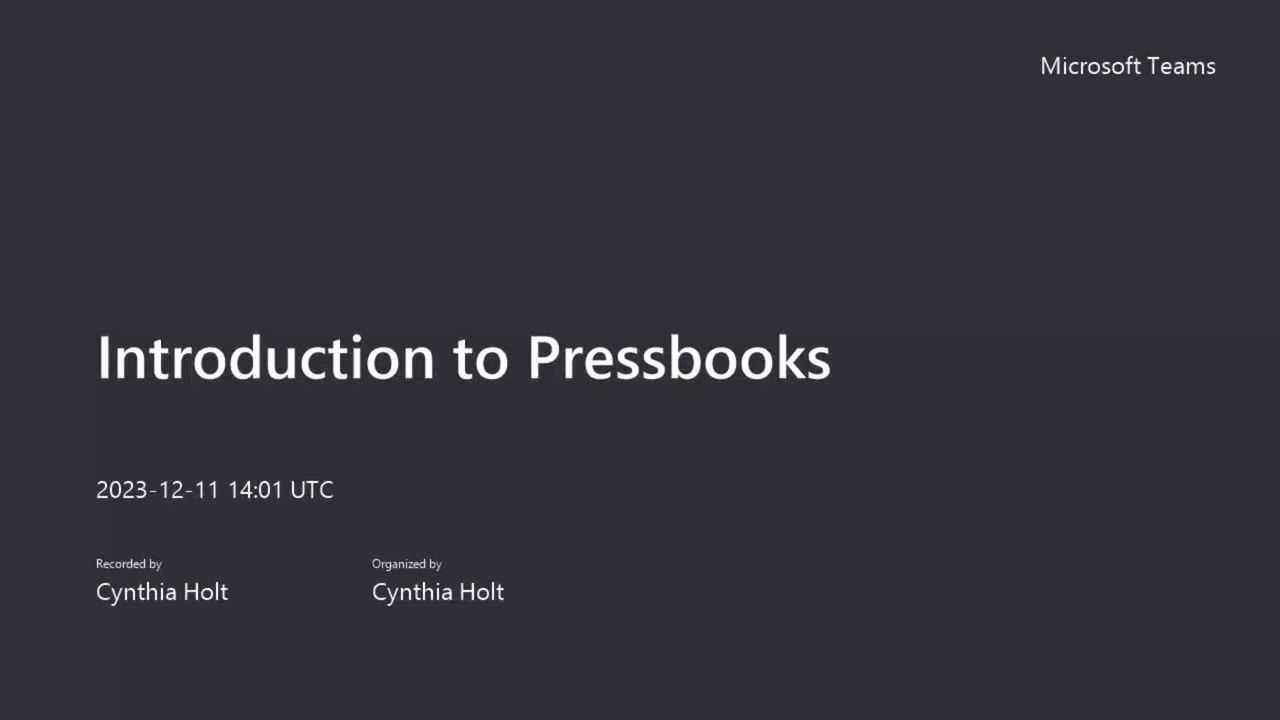 Microsoft Teams
Introduction to Pressbooks
2023-12-11 14:01 UTC
Recorded by
Cynthia Holt
Organized by
Cynthia Holt